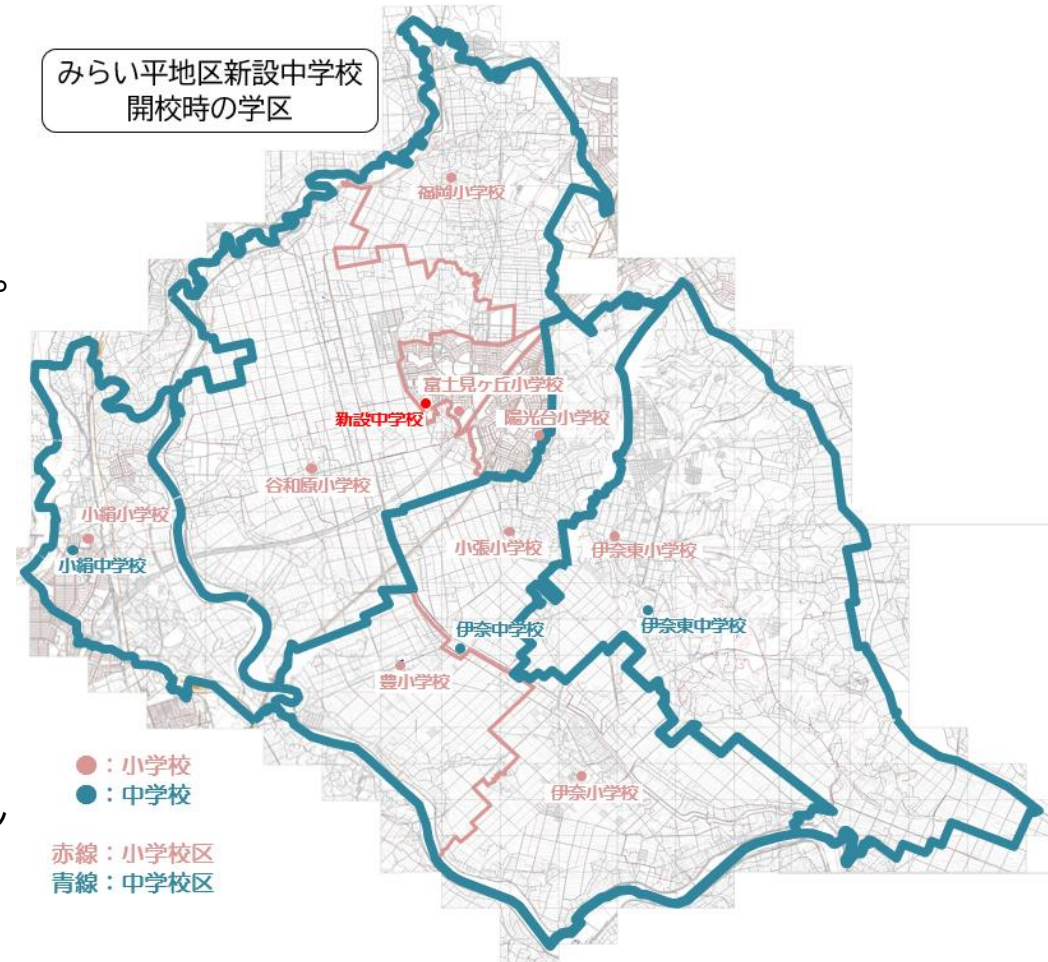 みらい平地区新設中学校
開校時の学区
福岡小学校
富士見ヶ丘小学校
新設中学校
陽光台小学校
谷和原小学校
小絹小学校
小絹中学校
小張小学校
伊奈東小学校
伊奈中学校
伊奈東中学校
豊小学校
伊奈小学校
●：小学校
●：中学校
赤線：小学校区
青線：中学校区